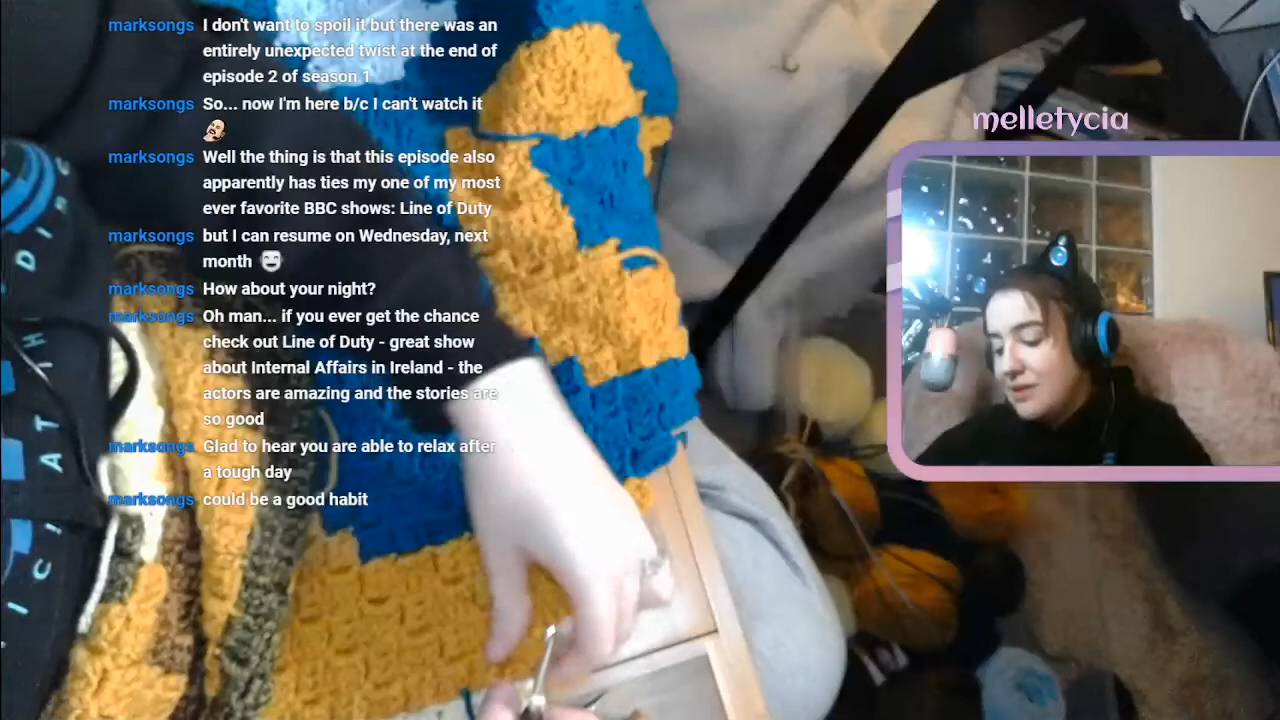 marksongs I don't want to spoil it but there was an
entirely unexpected twist at the end of
episode 2 of season 1
marksongs So... now I'm here b/c I can't watch it
marksongs Well the thing is that this episode also
apparently has ties my one of my most
ever favorite BBC shows: Line of Duty
marksongs but I can resume on Wednesday, next
month
marksongs How about your night?
marksongs Oh man... if you ever get the chance
check out Line of Duty - great show
about Internal Affairs in Ireland - the
actors are amazing and the stories are
so good
marksongs Glad to hear you are able to relax after
a tough day
marksongs could be a good habit
melletycia